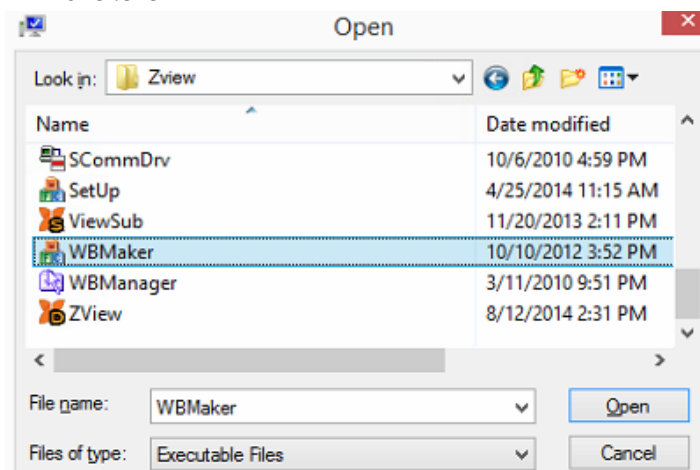 Open
Look in: Zview
Name Date modified
SCommDrv 10/6/2010 4:59 PM
SetUp 4/25/2014 11:15 AM
ViewSub 11/20/2013 2:11 PM
WBMaker 10/10/2012 3:52 PM
WBManager 3/11/2010 9:51 PM
ZView 8/12/2014 2:31 PM
File name: WBMaker Open
Files of type: Executable Files Cancel